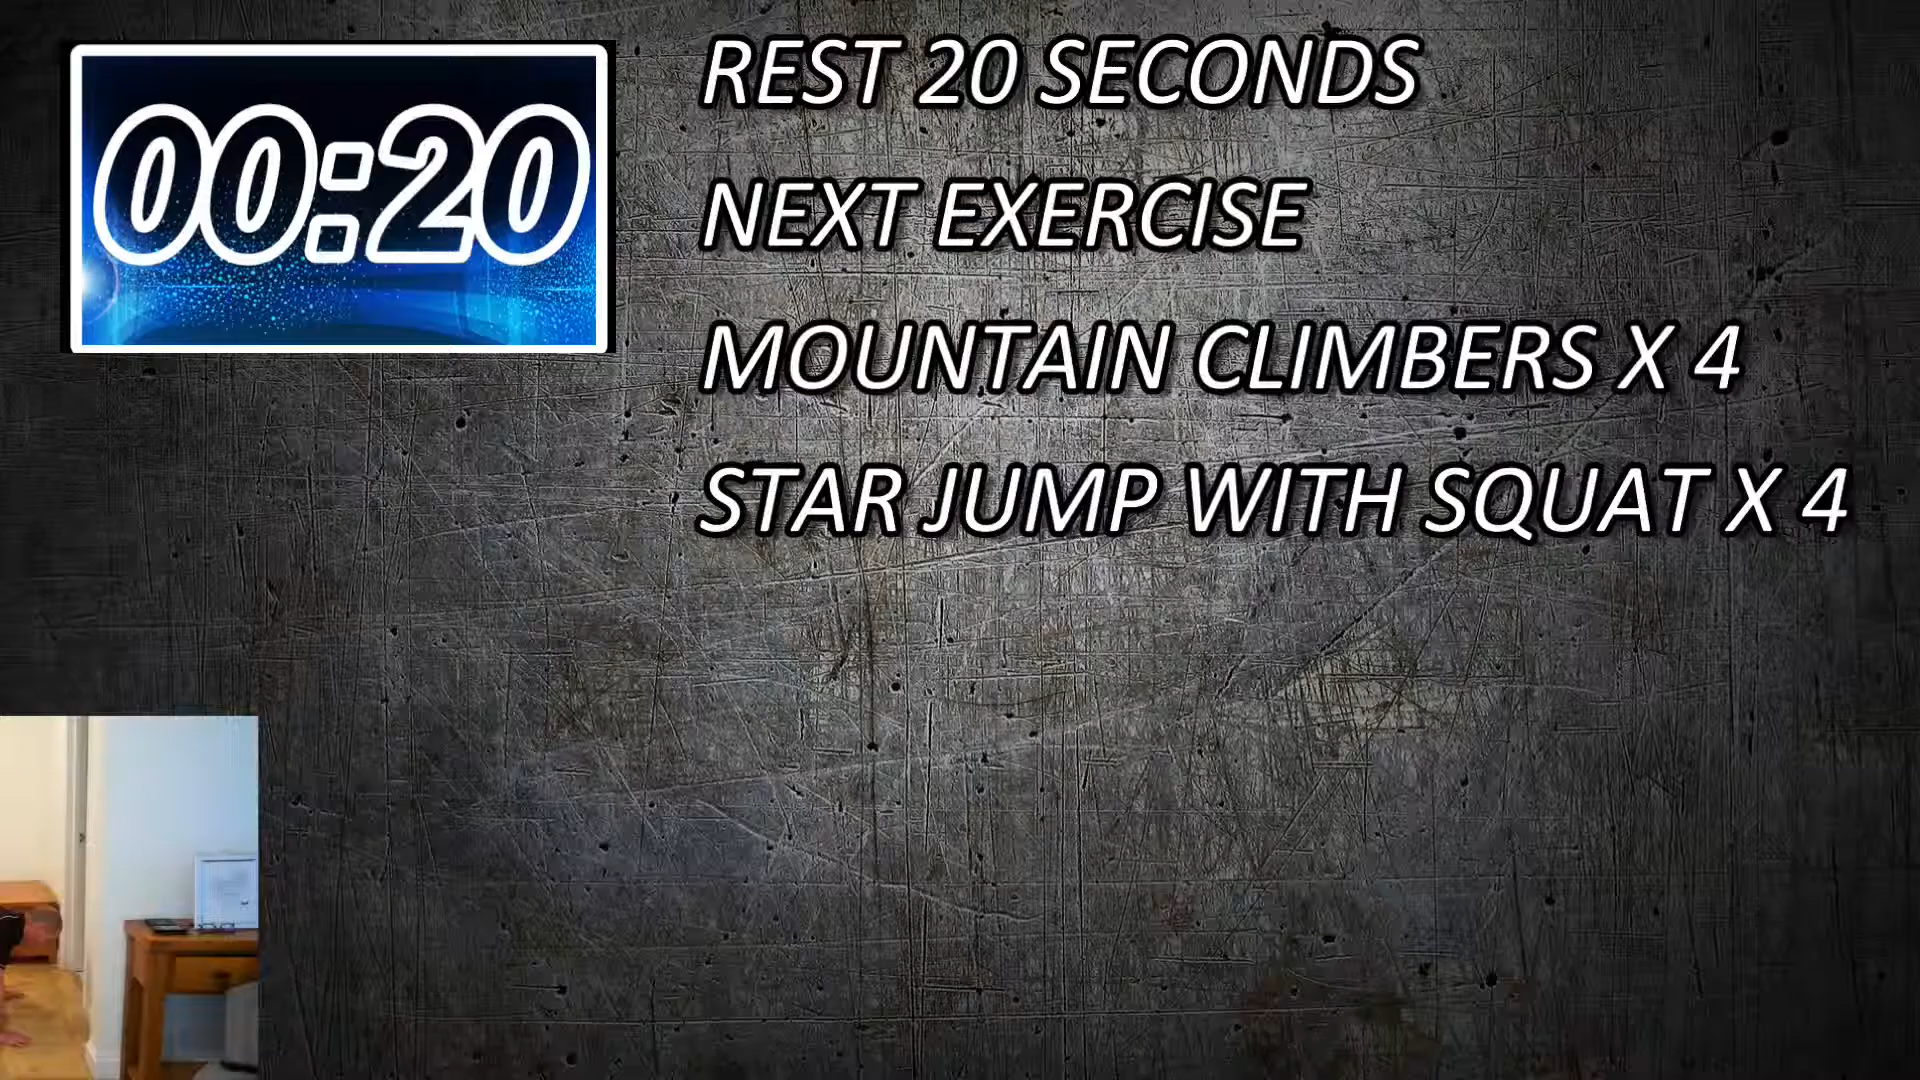 00:20
REST 20 SECONDS
NEXT EXERCISE
MOUNTAIN CLIMBERS X 4
STAR JUMP WITH SQUAT X 4